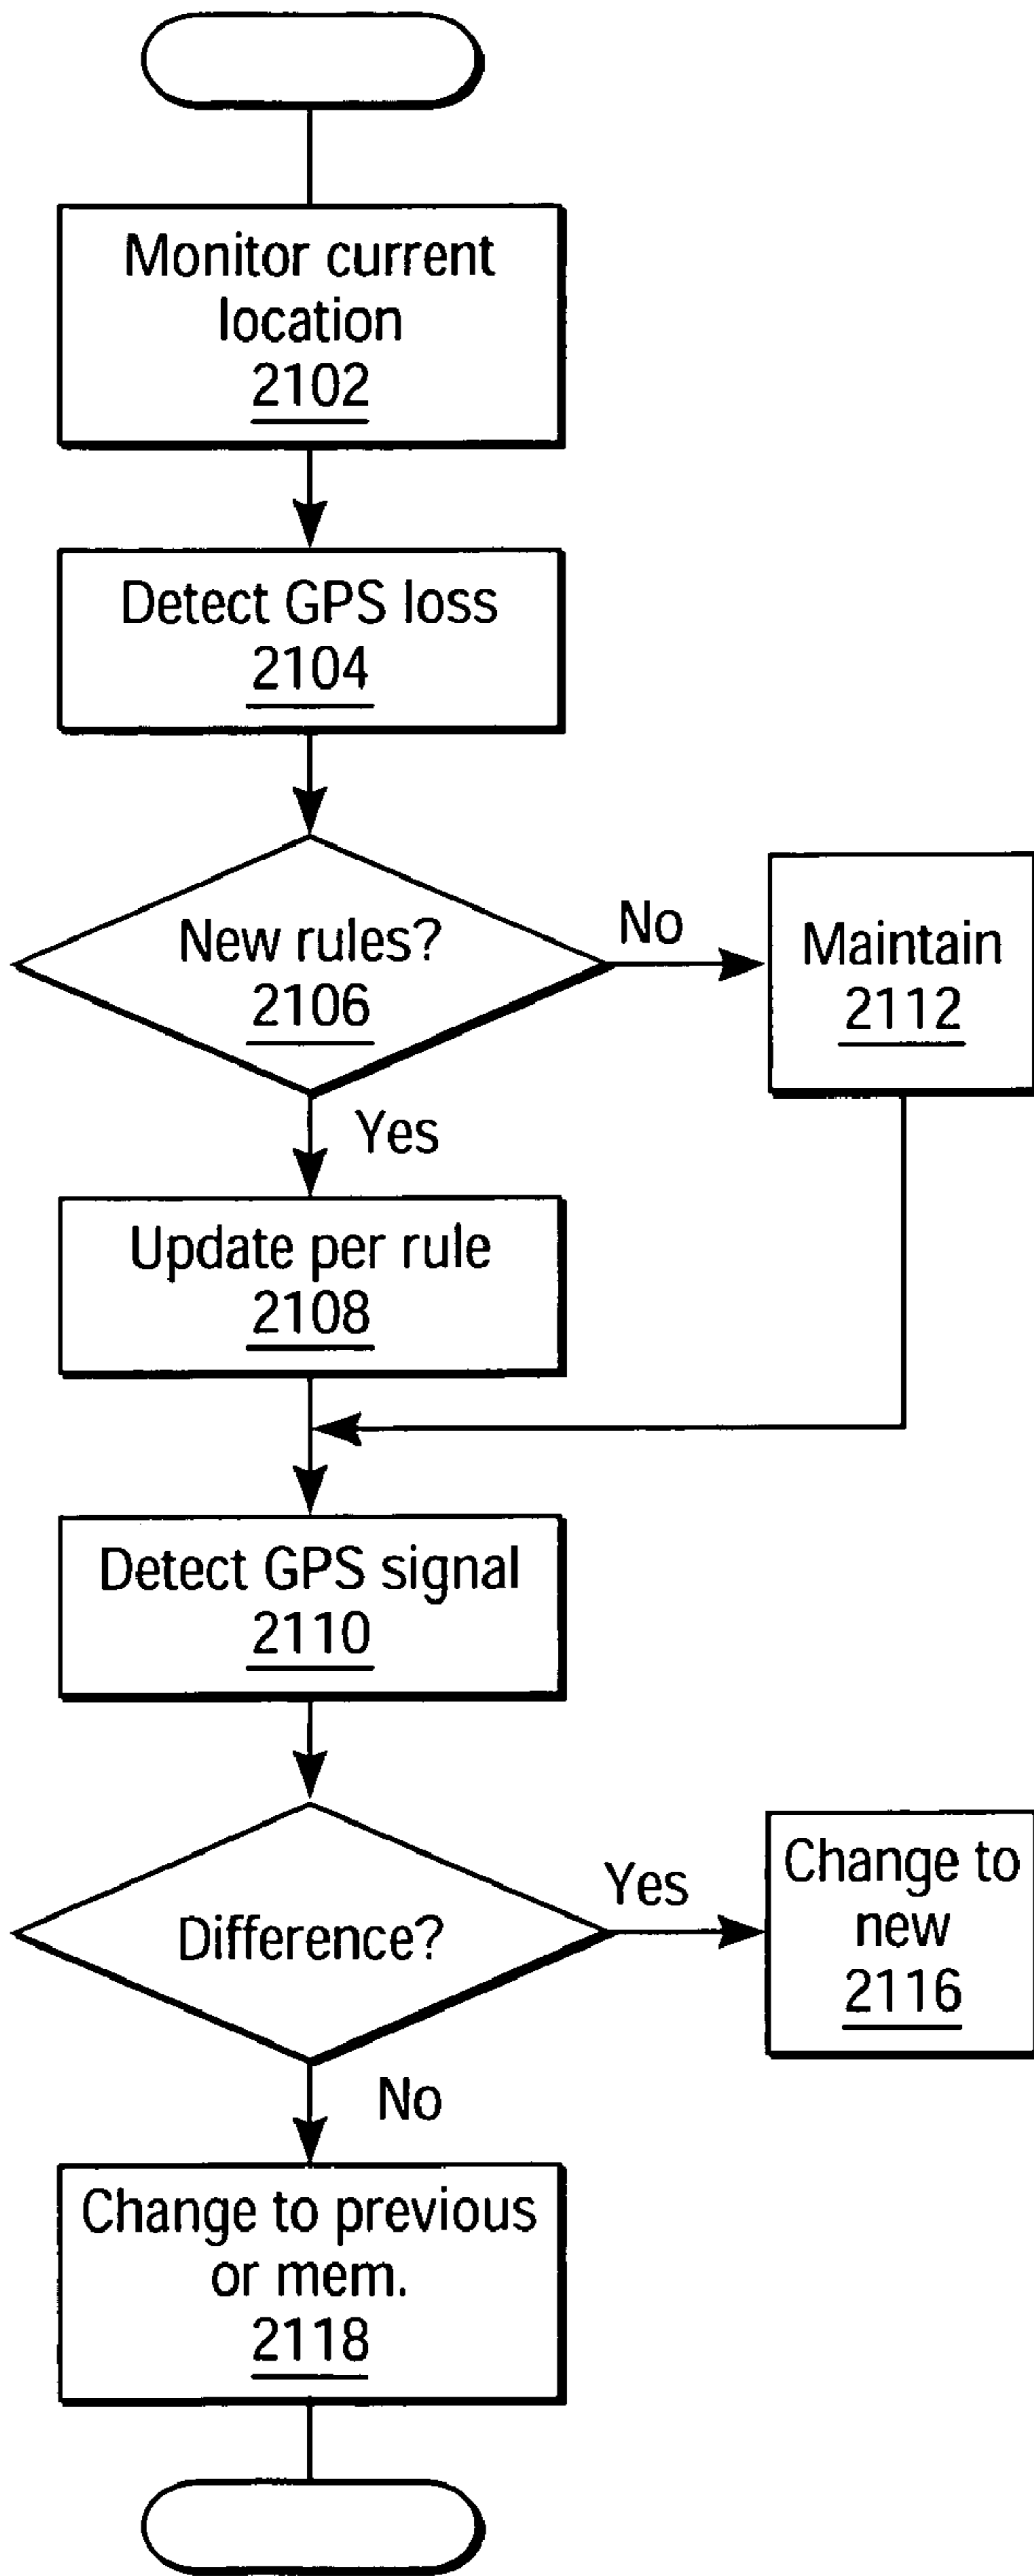 Monitor current
location
2102
Detect GPS loss
2104
New rules?
2106
No
Maintain
2112
Yes
Update per rule
2108
Detect GPS signal
2110
Difference?
Yes
Change to
new
2116
No
Change to previous
or mem.
2118